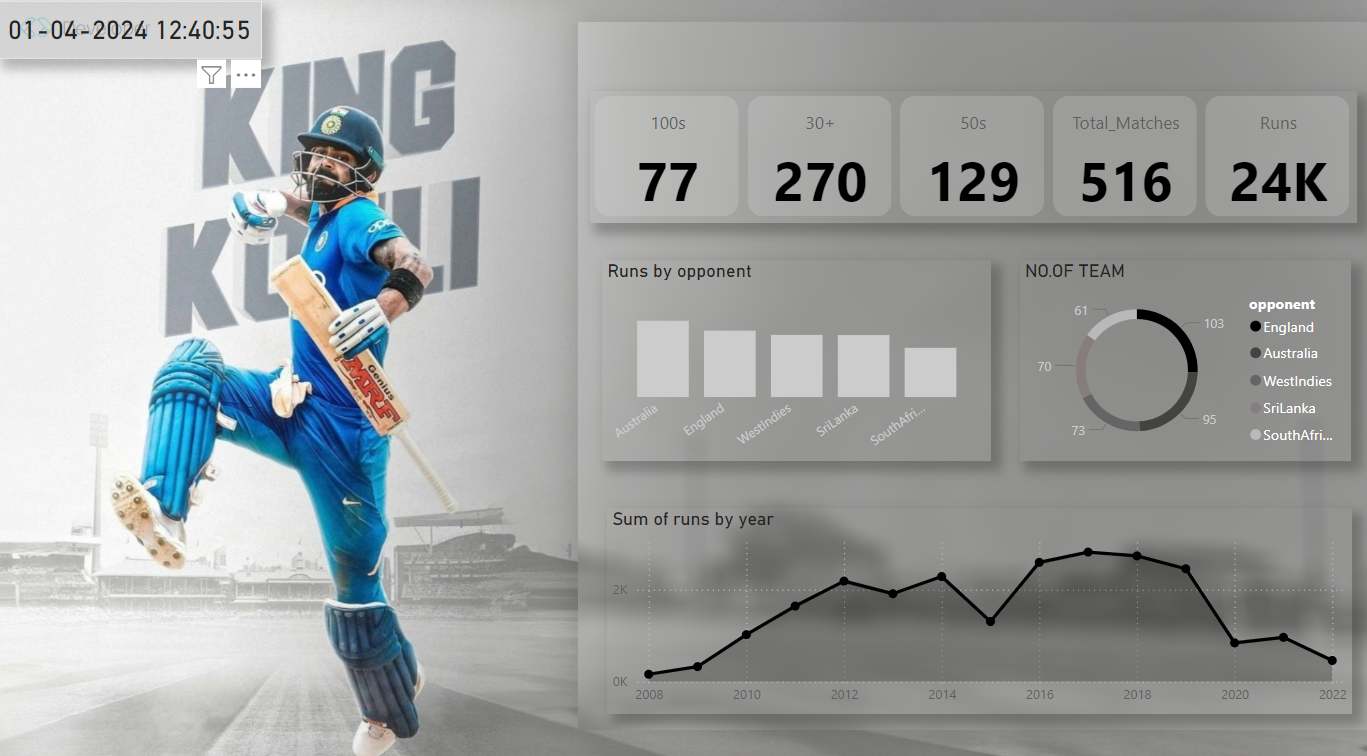 01-04-2024 12:40:55
KING
KOHLI
100s
77
30+
270
50s
129
Total_Matches
516
Runs
24K
Runs by opponent
Australia
England
WestIndies
SriLanka
SouthAfri...
NO.OF TEAM
61
103
70
95
73
opponent
England
Australia
WestIndies
SriLanka
SouthAfri...
Genius
MRF
Sum of runs by year
2K
0K
2008
2010
2012
2014
2016
2018
2020
2022